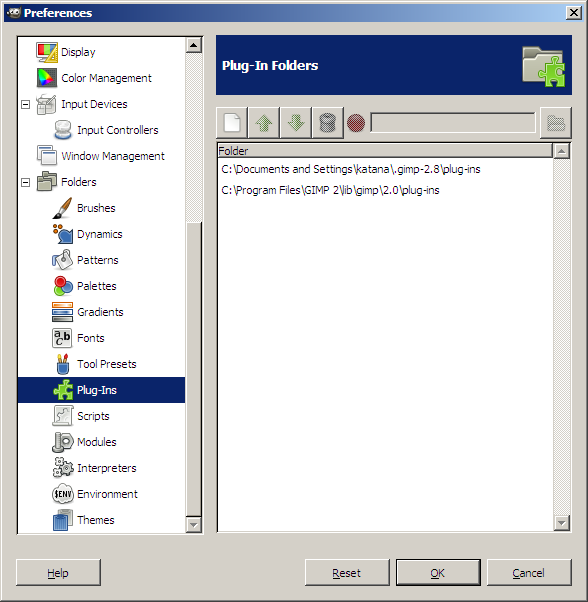 Preferences
Display
Color Management
Input Devices
Input Controllers
Window Management
Folders
Brushes
Dynamics
Patterns
Palettes
Gradients
abc
Fonts
Tool Presets
Plug-Ins
Scripts
Modules
Interpreters
$ENV
Environment
Themes
Plug-In Folders
Folder
C:\Documents and Settings\katana\.gimp-2.8\plug-ins
C:\Program Files\GIMP 2\lib\gimp\2.0\plug-ins
Help
Reset
OK
Cancel